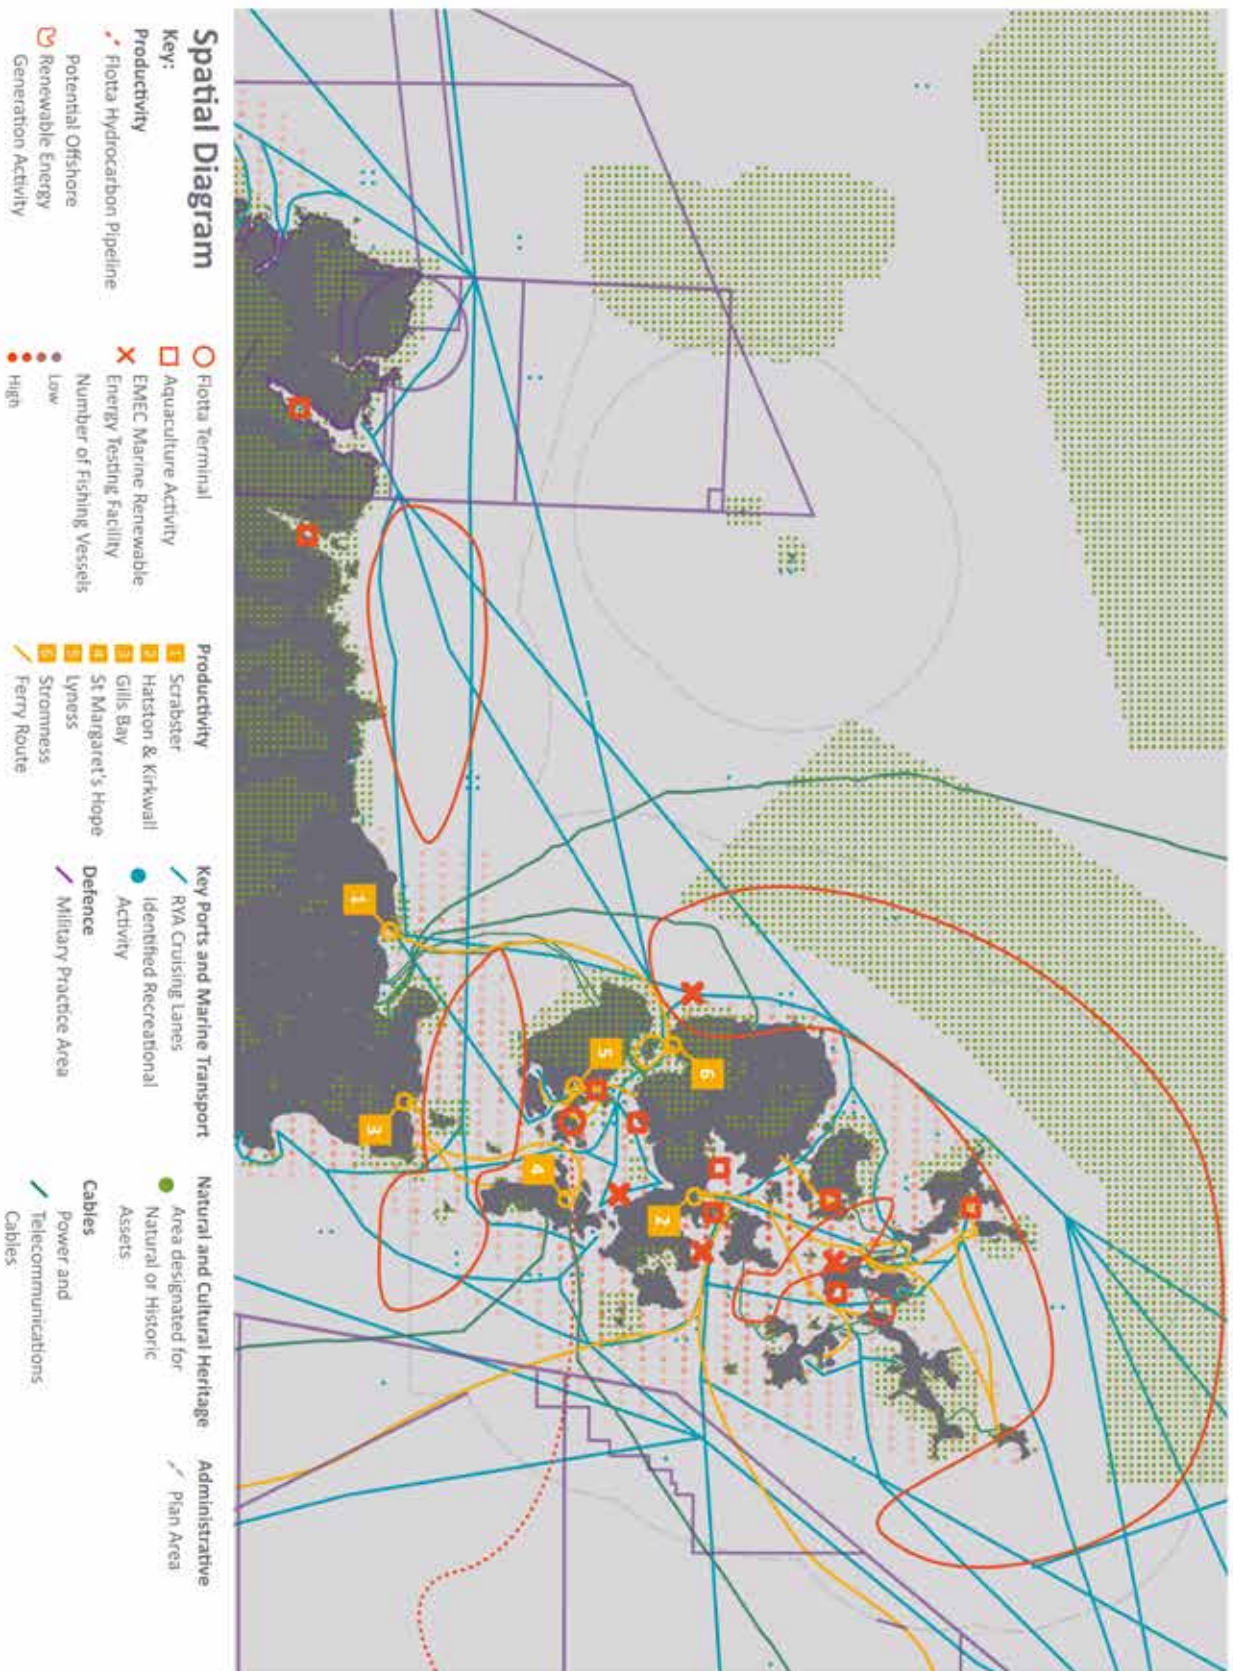 Spatial Diagram
Key:
Productivity
Flotta Hydrocarbon Pipeline
Potential Offshore
Renewable Energy
Generation Activity
Flotta Terminal
Aquaculture Activity
EMEC Marine Renewable
Energy Testing Facility
Number of Fishing Vessels
Low
High
Productivity
1 Scrabster
2 Hatston & Kirkwall
3 Gills Bay
4 St Margaret's Hope
5 Lyness
6 Stromness
Ferry Route
Key Ports and Marine Transport
RYA Cruising Lanes
Identified Recreational
Activity
Defence
Military Practice Area
Natural and Cultural Heritage
Area designated for
Natural or Historic
Assets
Cables
Power and
Telecommunications
Cables
Administrative
Plan Area
1
2
3
4
5
6